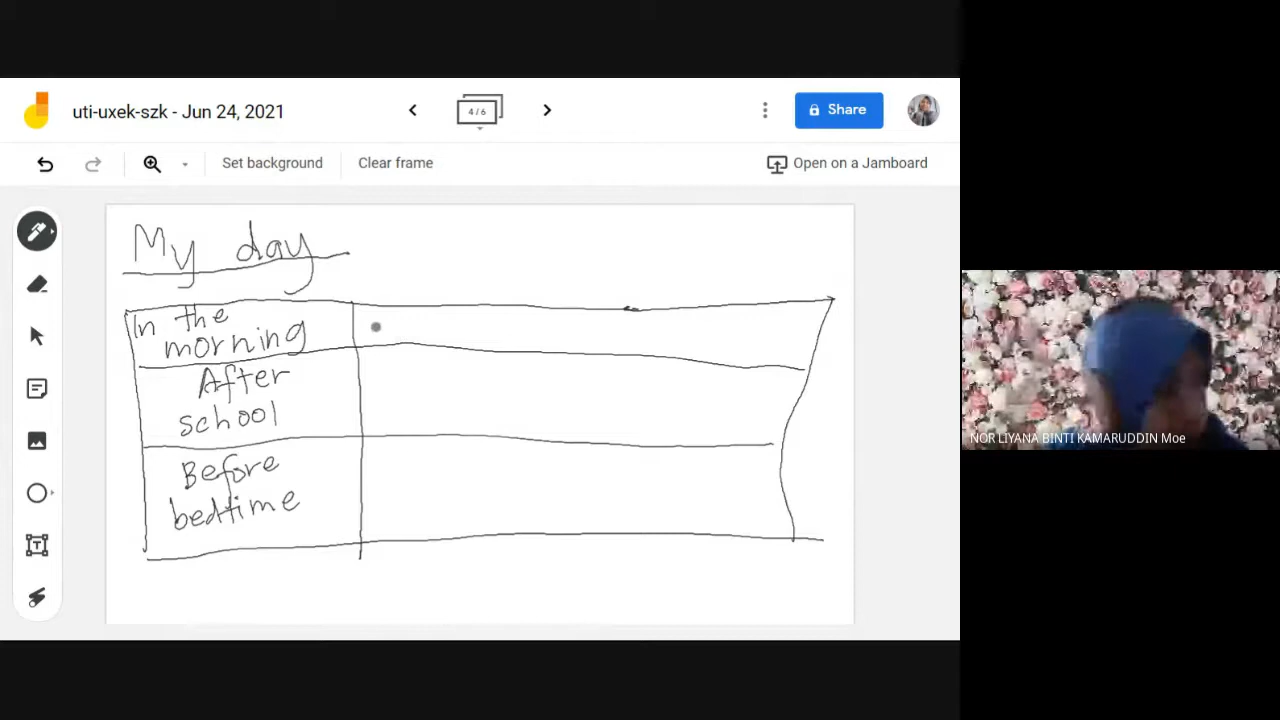 uti-uxek-szk - Jun 24, 2021
4/6
Share
Set background
Clear frame
Open on a Jamboard
My day
In the
morning
After
school
Before
bedtime
NOR LIYANA BINTI KAMARUDDIN Moe